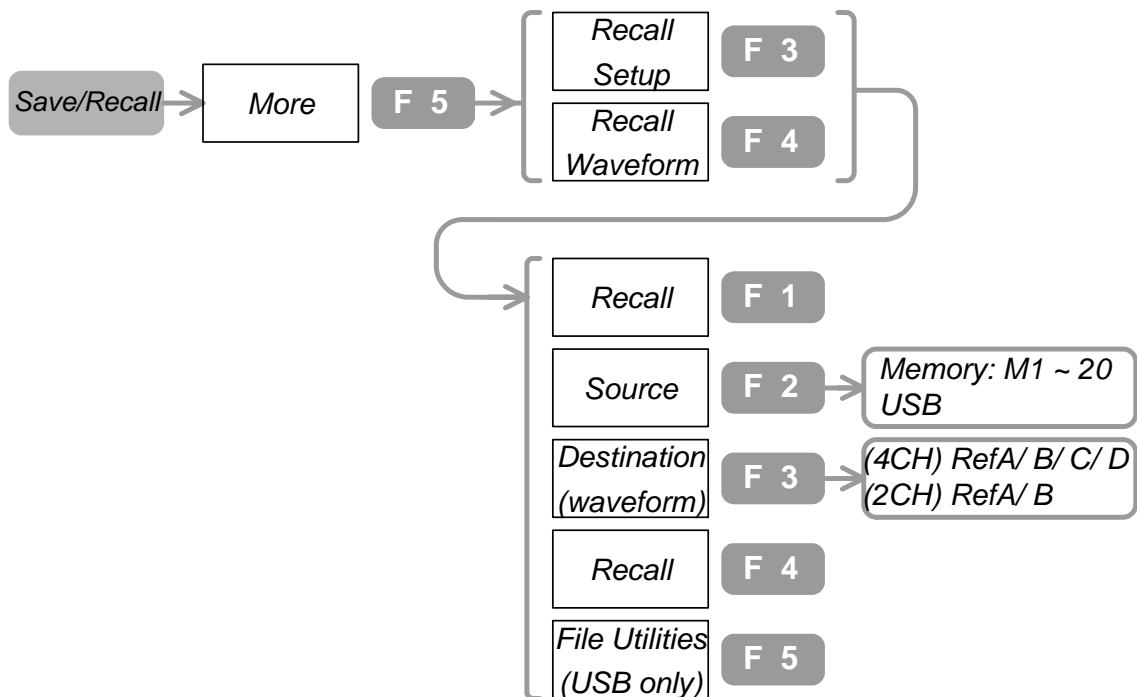 Recall
Setup
F 3
Save/Recall
More
F 5
Recall
Waveform
F 4
Recall
F 1
Source
F 2
Memory: M1 ~ 20
USB
Destination
(waveform)
F 3
(4CH) RefA/ B/ C/ D
(2CH) RefA/ B
Recall
F 4
File Utilities
(USB only)
F 5